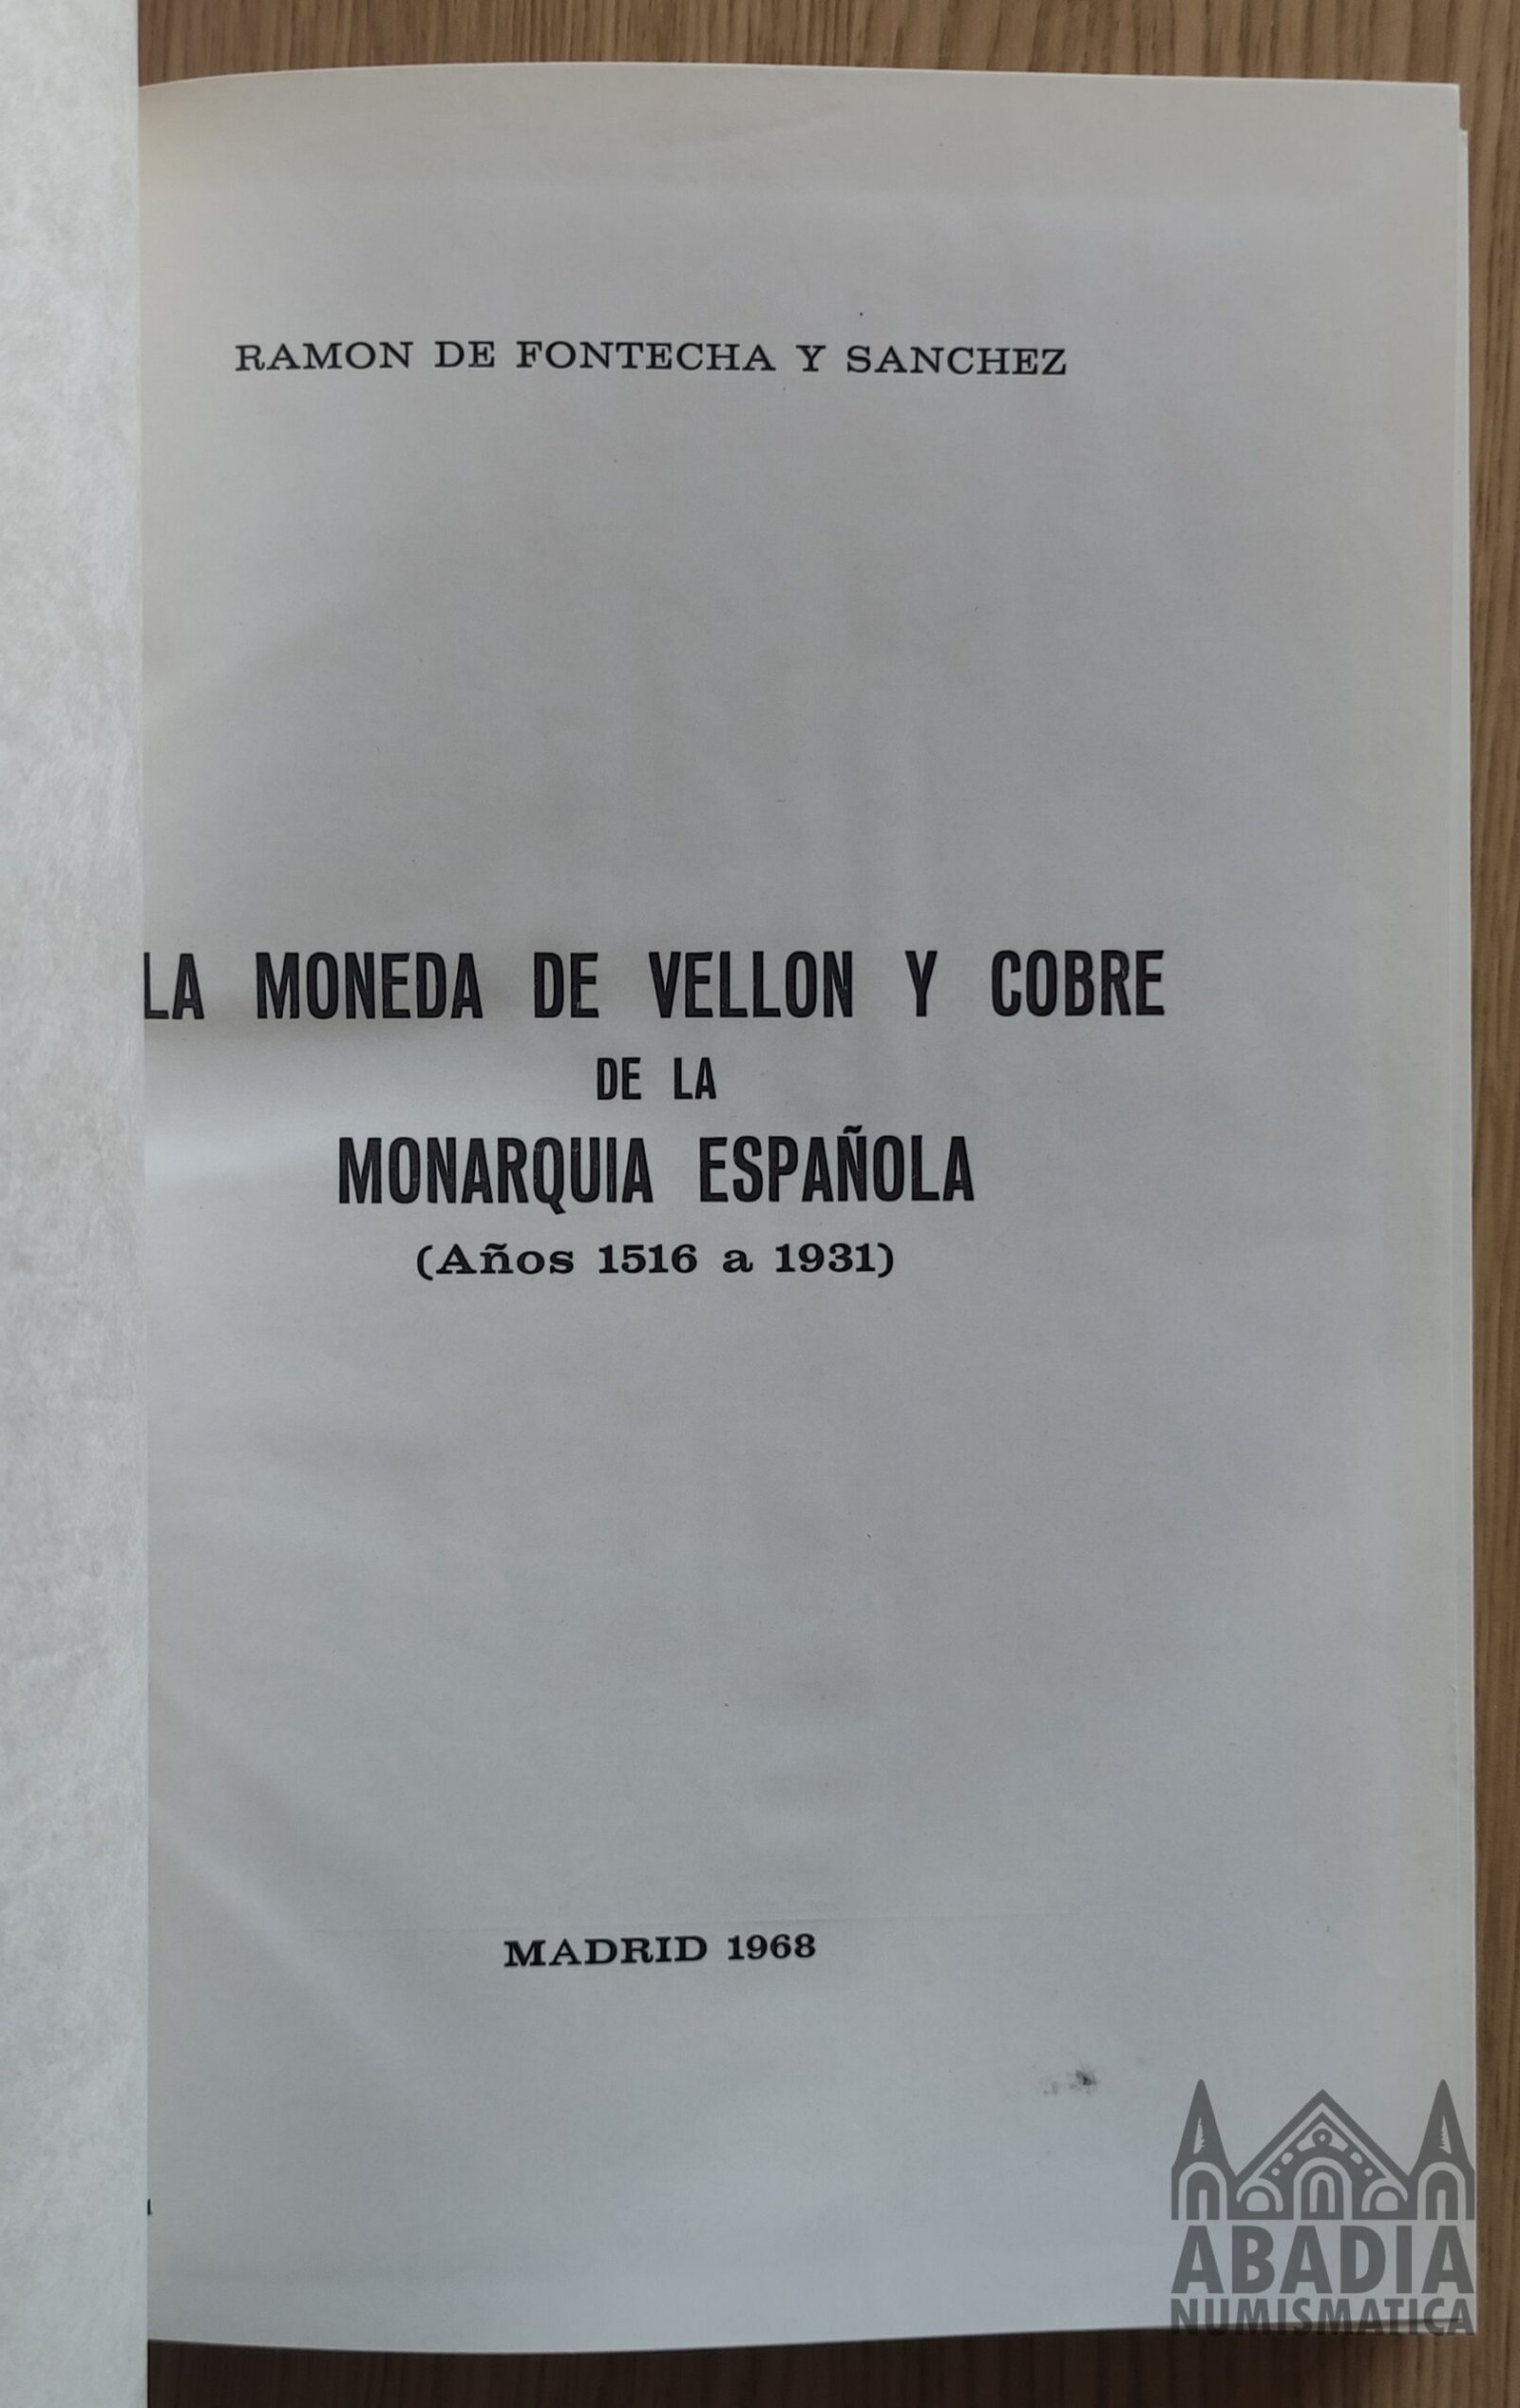 RAMON DE FONTECHA Y SANCHEZ
LA MONEDA DE VELLON Y COBRE
DE LA
MONARQUIA ESPAÑOLA
(Años 1516 a 1931)
MADRID 1968
ABADIA
NUMISMATICA